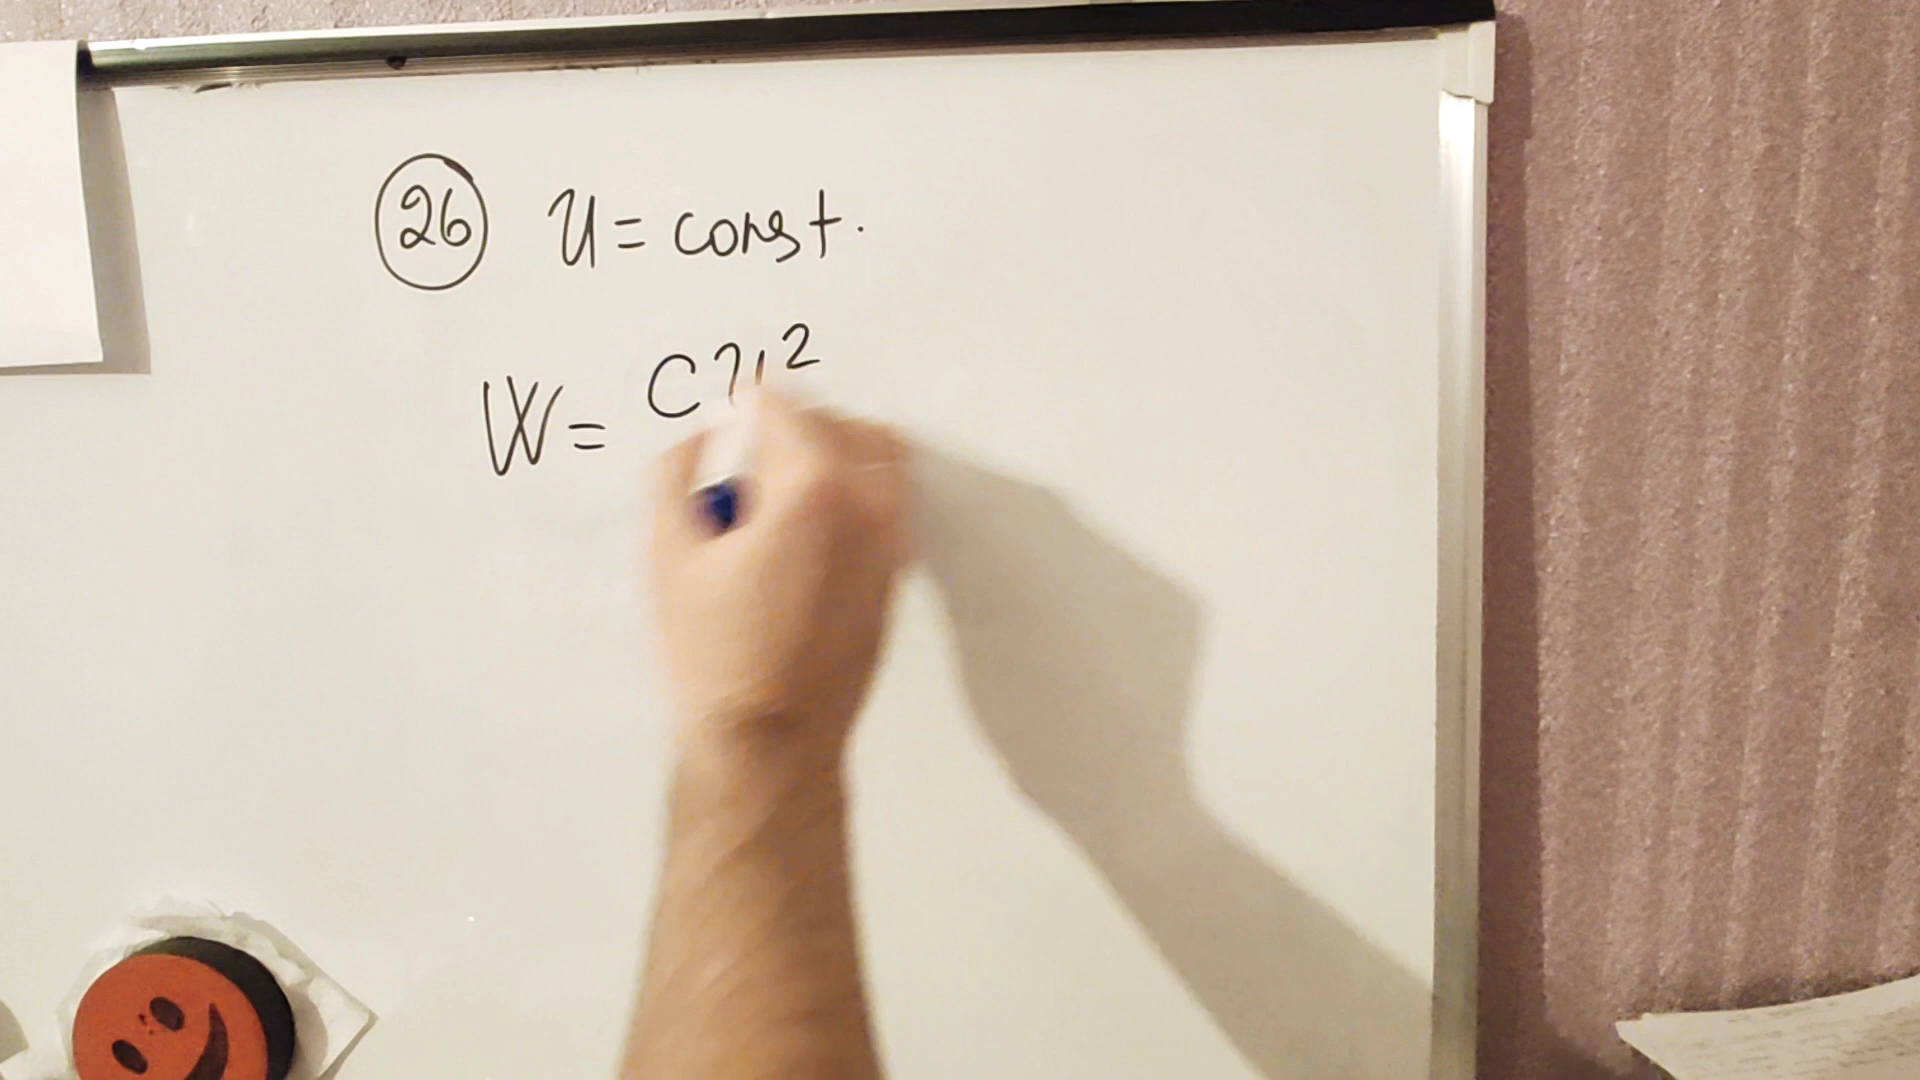 26 U = const.
W = CU²